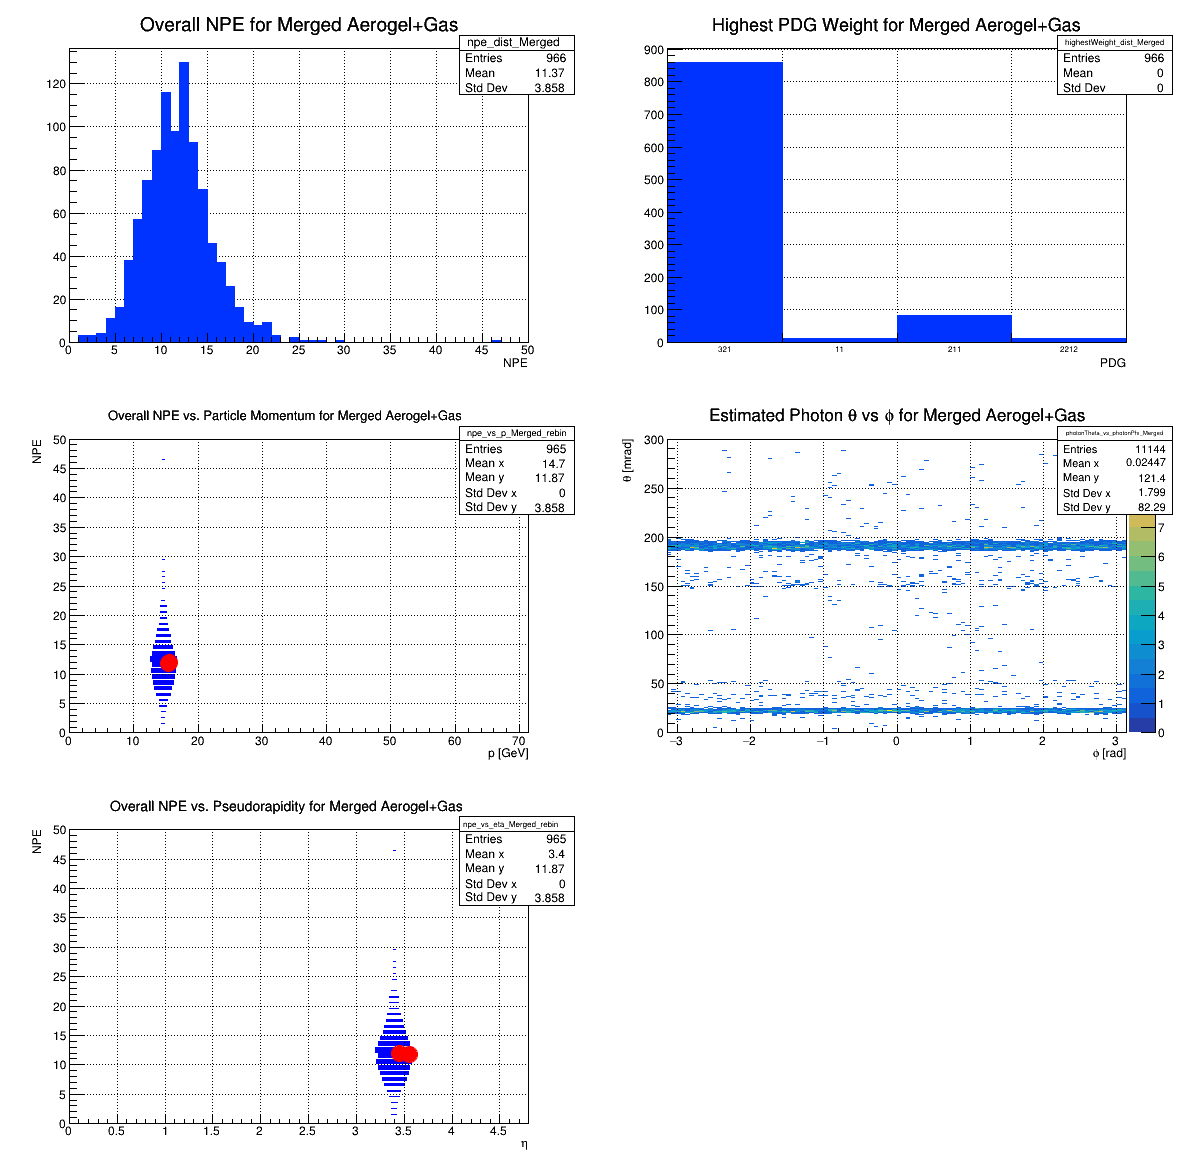 Overall NPE for Merged Aerogel+Gas
npe_dist_Merged
Entries 966
Mean 11.37
Std Dev 3.858
120
100
80
60
40
20
0
0 5 10 15 20 25 30 35 40 45 50
NPE
Highest PDG Weight for Merged Aerogel+Gas
highestWeight_dist_Merged
Entries 966
Mean 0
Std Dev 0
900
800
700
600
500
400
300
200
100
0
321 11 211 2212
PDG
Overall NPE vs. Particle Momentum for Merged Aerogel+Gas
npe_vs_p_Merged_rebin
Entries 965
Mean x 14.7
Mean y 11.87
Std Dev x 0
Std Dev y 3.858
NPE
50
45
40
35
30
25
20
15
10
5
0
0 10 20 30 40 50 60 70
p [GeV]
Estimated Photon θ vs ϕ for Merged Aerogel+Gas
photonTheta_vs_photonPhi_Merged
Entries 11144
Mean x 0.02447
Mean y 121.4
Std Dev x 1.799
Std Dev y 82.29
θ [mrad]
300
250
200
150
100
50
0
−3 −2 −1 0 1 2 3
ϕ [rad]
7
6
5
4
3
2
1
0
Overall NPE vs. Pseudorapidity for Merged Aerogel+Gas
npe_vs_eta_Merged_rebin
Entries 965
Mean x 3.4
Mean y 11.87
Std Dev x 0
Std Dev y 3.858
NPE
50
45
40
35
30
25
20
15
10
5
0
0 0.5 1 1.5 2 2.5 3 3.5 4 4.5
η